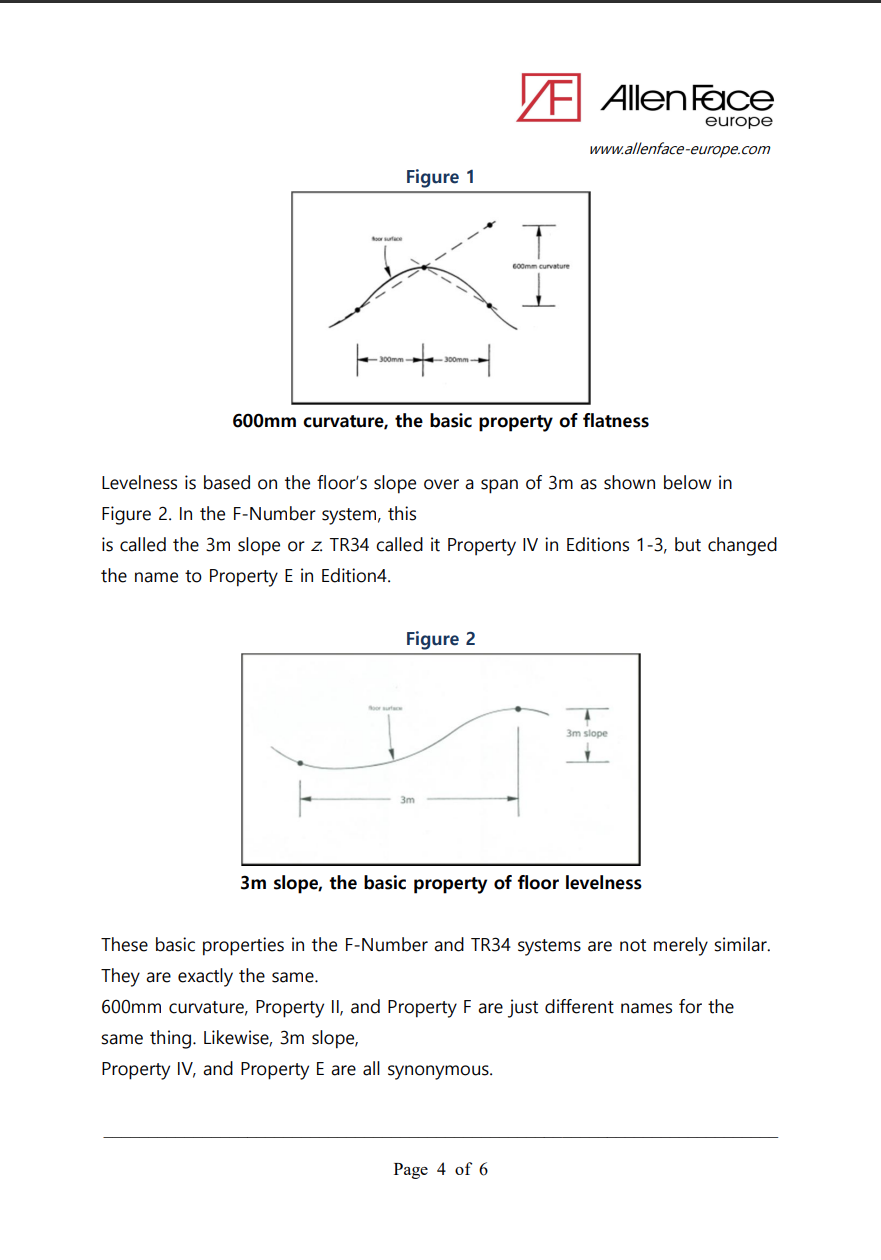 Allen Face
europe
www.allenface-europe.com
Figure 1
floor surface
600mm curvature
300mm
300mm
600mm curvature, the basic property of flatness
Levelness is based on the floor's slope over a span of 3m as shown below in
Figure 2. In the F-Number system, this
is called the 3m slope or z. TR34 called it Property IV in Editions 1-3, but changed
the name to Property E in Edition4.
Figure 2
floor surface
3m slope
3m
3m slope, the basic property of floor levelness
These basic properties in the F-Number and TR34 systems are not merely similar.
They are exactly the same.
600mm curvature, Property II, and Property F are just different names for the
same thing. Likewise, 3m slope,
Property IV, and Property E are all synonymous.
Page 4 of 6